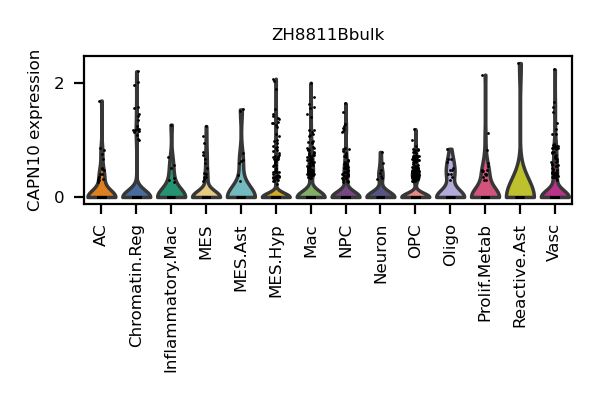 ZH8811Bbulk
CAPN10 expression
2
0
AC
Chromatin.Reg
Inflammatory.Mac
MES
MES.Ast
MES.Hyp
Mac
NPC
Neuron
OPC
Oligo
Prolif.Metab
Reactive.Ast
Vasc